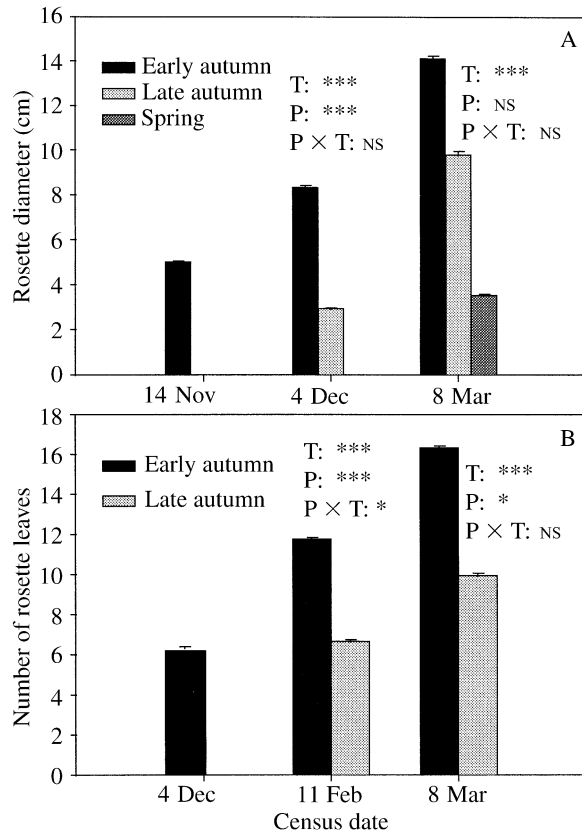 A
Early autumn
Late autumn
Spring
T: ***
P: ***
P × T: NS
T: ***
P: NS
P × T: NS
Rosette diameter (cm)
16
14
12
10
8
6
4
2
0
14 Nov 4 Dec 8 Mar
B
Early autumn
Late autumn
T: ***
P: ***
P × T: *
T: ***
P: *
P × T: NS
Number of rosette leaves
18
16
14
12
10
8
6
4
2
0
4 Dec 11 Feb 8 Mar
Census date